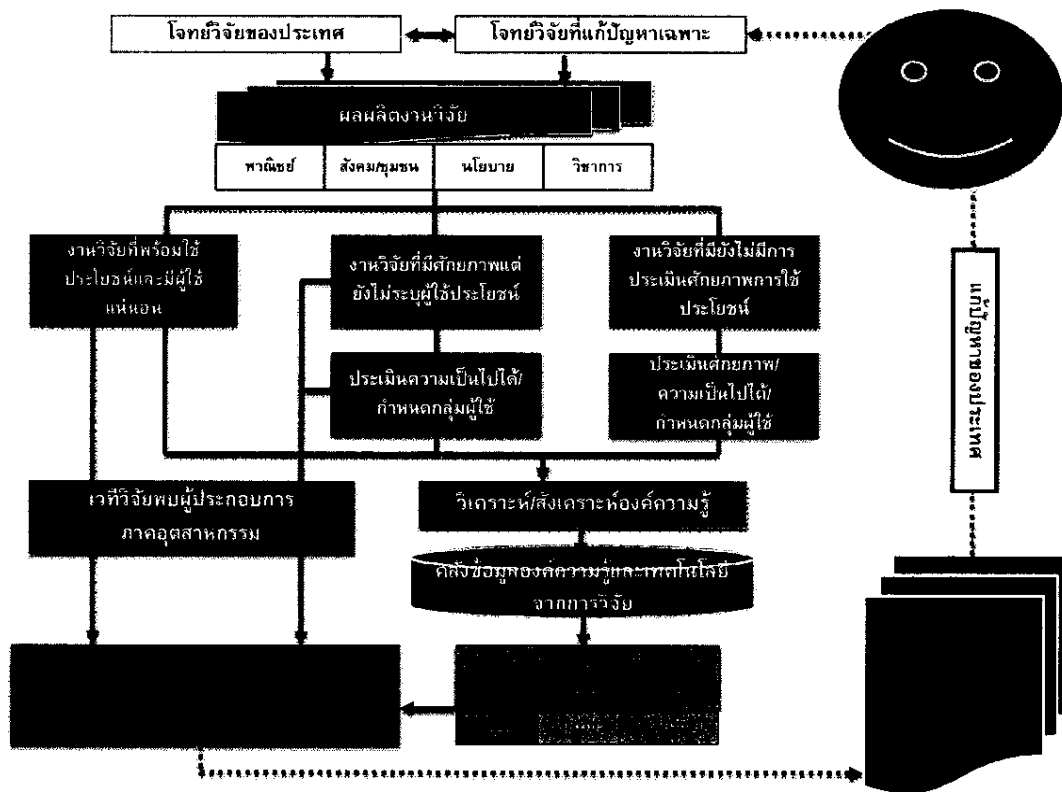 โจทย์วิจัยของประเทศ
โจทย์วิจัยที่แก้ปัญหาเฉพาะ
ผลผลิตงานวิจัย
พาณิชย์
สังคม/ชุมชน
นโยบาย
วิชาการ
งานวิจัยที่พร้อมใช้
ประโยชน์และมีผู้ใช้
แน่นอน
งานวิจัยที่มีศักยภาพแต่
ยังไม่ระบุผู้ใช้ประโยชน์
งานวิจัยที่มียังไม่มีการ
ประเมินศักยภาพการใช้
ประโยชน์
แก้ปัญหาของประเทศ
ประเมินความเป็นไปได้/
กำหนดกลุ่มผู้ใช้
ประเมินศักยภาพ/
ความเป็นไปได้/
กำหนดกลุ่มผู้ใช้
เวทีวิจัยพบผู้ประกอบการ
ภาคอุตสาหกรรม
วิเคราะห์/สังเคราะห์องค์ความรู้
คลังข้อมูลองค์ความรู้และเทคโนโลยี
จากการวิจัย